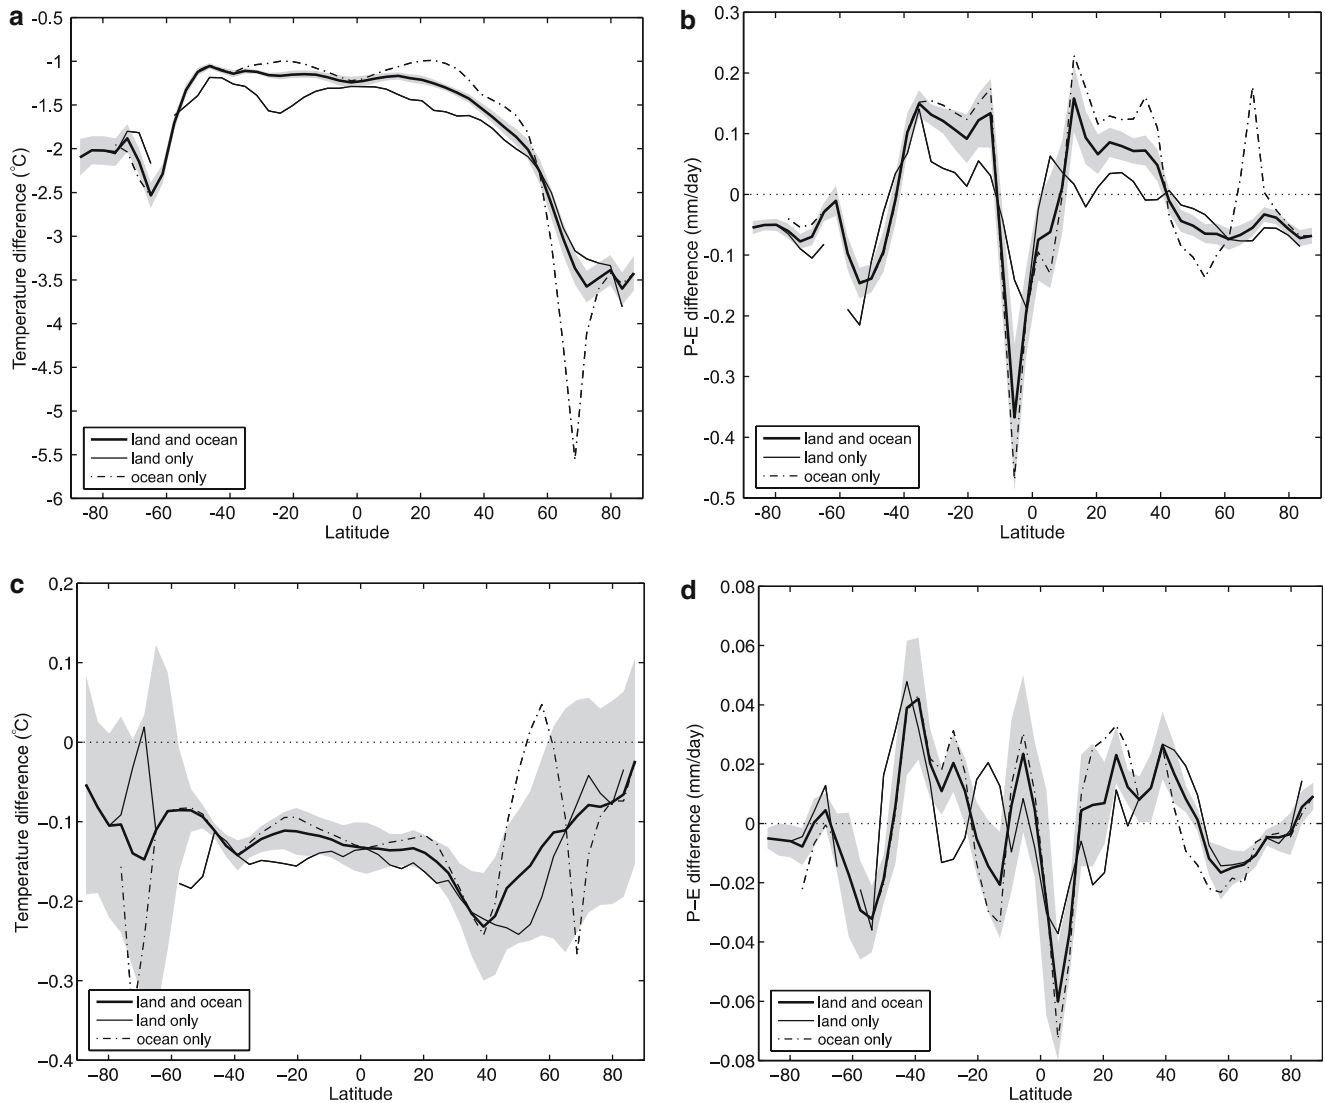 a
-0.5
-1
-1.5
-2
-2.5
-3
-3.5
-4
-4.5
-5
-5.5
-6
Temperature difference (°C)
land and ocean
land only
ocean only
-80 -60 -40 -20 0 20 40 60 80
Latitude
b
0.3
0.2
0.1
0
-0.1
-0.2
-0.3
-0.4
-0.5
P-E difference (mm/day)
land and ocean
land only
ocean only
-80 -60 -40 -20 0 20 40 60 80
Latitude
c
0.2
0.1
0
−0.1
−0.2
−0.3
−0.4
Temperature difference (°C)
land and ocean
land only
ocean only
−80 −60 −40 −20 0 20 40 60 80
Latitude
d
0.08
0.06
0.04
0.02
0
−0.02
−0.04
−0.06
−0.08
P−E difference (mm/day)
land and ocean
land only
ocean only
−80 −60 −40 −20 0 20 40 60 80
Latitude